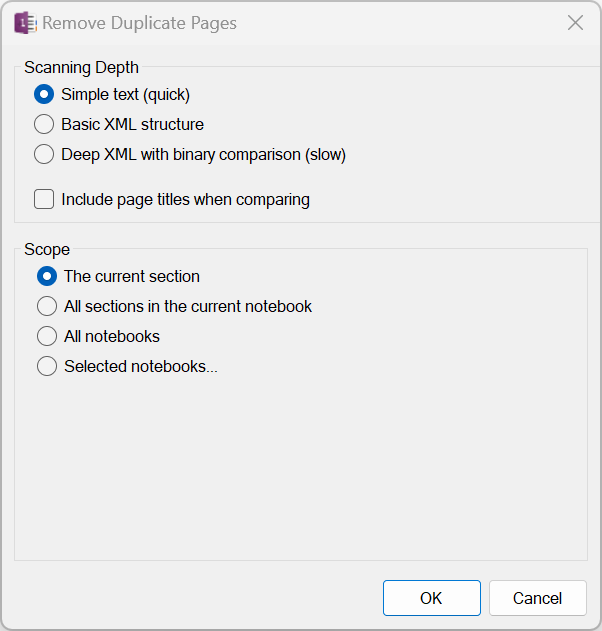 Remove Duplicate Pages
Scanning Depth
Simple text (quick)
Basic XML structure
Deep XML with binary comparison (slow)
Include page titles when comparing
Scope
The current section
All sections in the current notebook
All notebooks
Selected notebooks...
OK
Cancel